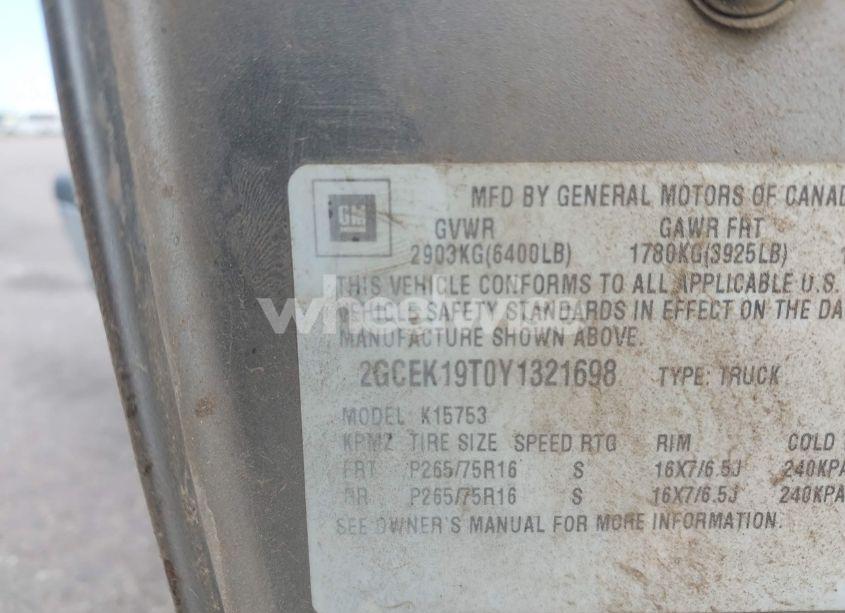 MFD BY GENERAL MOTORS OF CANAD
GM
GVWR GAWR FRT
2903KG(6400LB) 1780KG(3925LB) 1
THIS VEHICLE CONFORMS TO ALL APPLICABLE U.S.
VEHICLE SAFETY STANDARDS IN EFFECT ON THE DA
MANUFACTURE SHOWN ABOVE.
2GCEK19T0Y1321698 TYPE: TRUCK
MODEL K15753
KPMZ TIRE SIZE SPEED RTG RIM COLD
FRT P265/75R16 S 16X7/6.5J 240KPA
RR P265/75R16 S 16X7/6.5J 240KPA
SEE OWNER'S MANUAL FOR MORE INFORMATION.